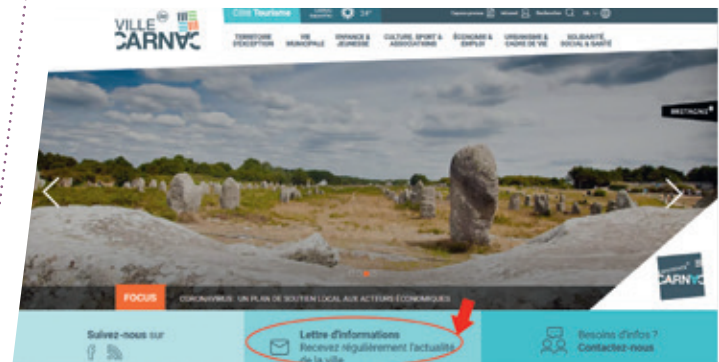 VILLE DE
CARNAC
Côté Tourisme
24°
TERRITOIRE D'EXCEPTION
VIE MUNICIPALE
ENFANCE & JEUNESSE
CULTURE, SPORT & ASSOCIATIONS
ÉCONOMIE & EMPLOI
URBANISME & CADRE DE VIE
SOLIDARITÉ, SOCIAL & SANTÉ
BRETAGNE
CARNAC
FOCUS
CORONAVIRUS: UN PLAN DE SOUTIEN LOCAL AUX ACTEURS ÉCONOMIQUES
Suivez-nous sur
Lettre d'informations
Recevez régulièrement l'actualité
de la ville
Besoins d'infos ?
Contactez-nous